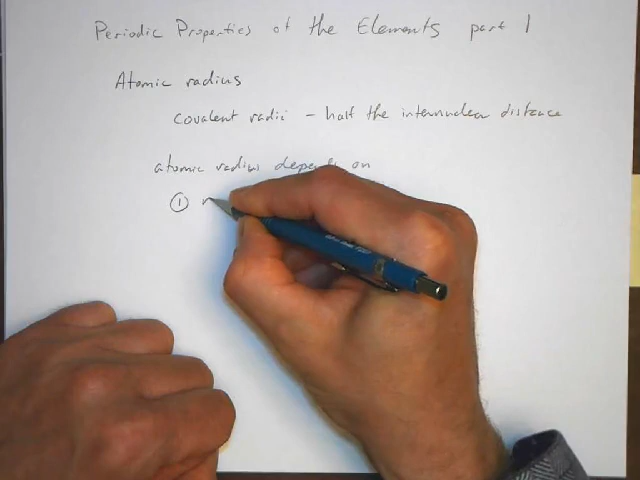 Periodic Properties of the Elements part 1
Atomic radius
covalent radii - half the internuclear distance
atomic radius depends on
①